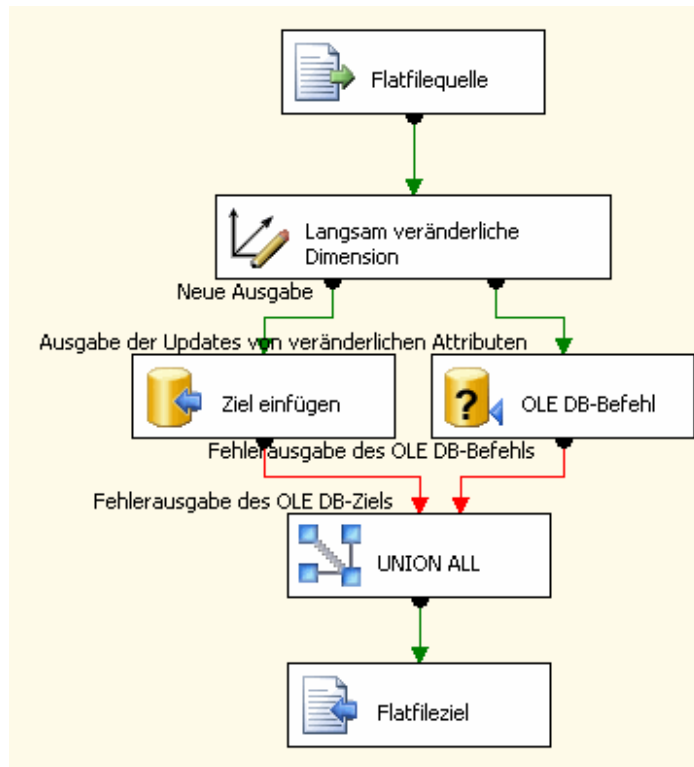 Flatfilequelle
Langsam veränderliche
Dimension
Neue Ausgabe
Ausgabe der Updates von veränderlichen Attributen
Ziel einfügen
OLE DB-Befehl
Fehlerausgabe des OLE DB-Befehls
Fehlerausgabe des OLE DB-Ziels
UNION ALL
Flatfileziel